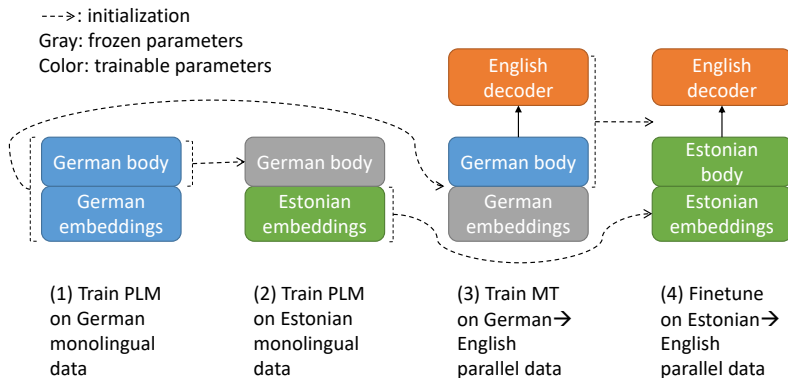 --->: initialization
Gray: frozen parameters
Color: trainable parameters
English
decoder
English
decoder
German body
German
embeddings
German body
Estonian
embeddings
German body
German
embeddings
Estonian
body
Estonian
embeddings
(1) Train PLM
on German
monolingual
data
(2) Train PLM
on Estonian
monolingual
data
(3) Train MT
on German→
English
parallel data
(4) Finetune
on Estonian→
English
parallel data